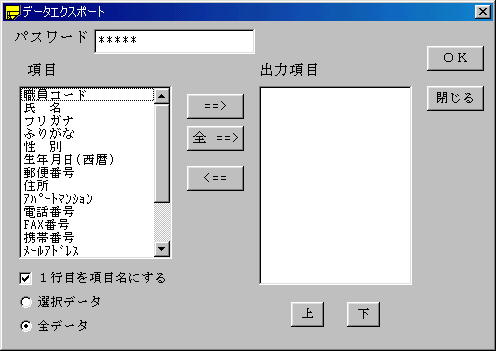 データエクスポート
パスワード *****
項目
出力項目
OK
閉じる
職員コード
氏　名
フリガナ
ふりがな
性　別
生年月日(西暦)
郵便番号
住所
ｱﾊﾟｰﾄﾏﾝｼｮﾝ
電話番号
FAX番号
携帯番号
ﾒｰﾙｱﾄﾞﾚｽ
==>
全 ==>
<==
１行目を項目名にする
選択データ
全データ
上
下